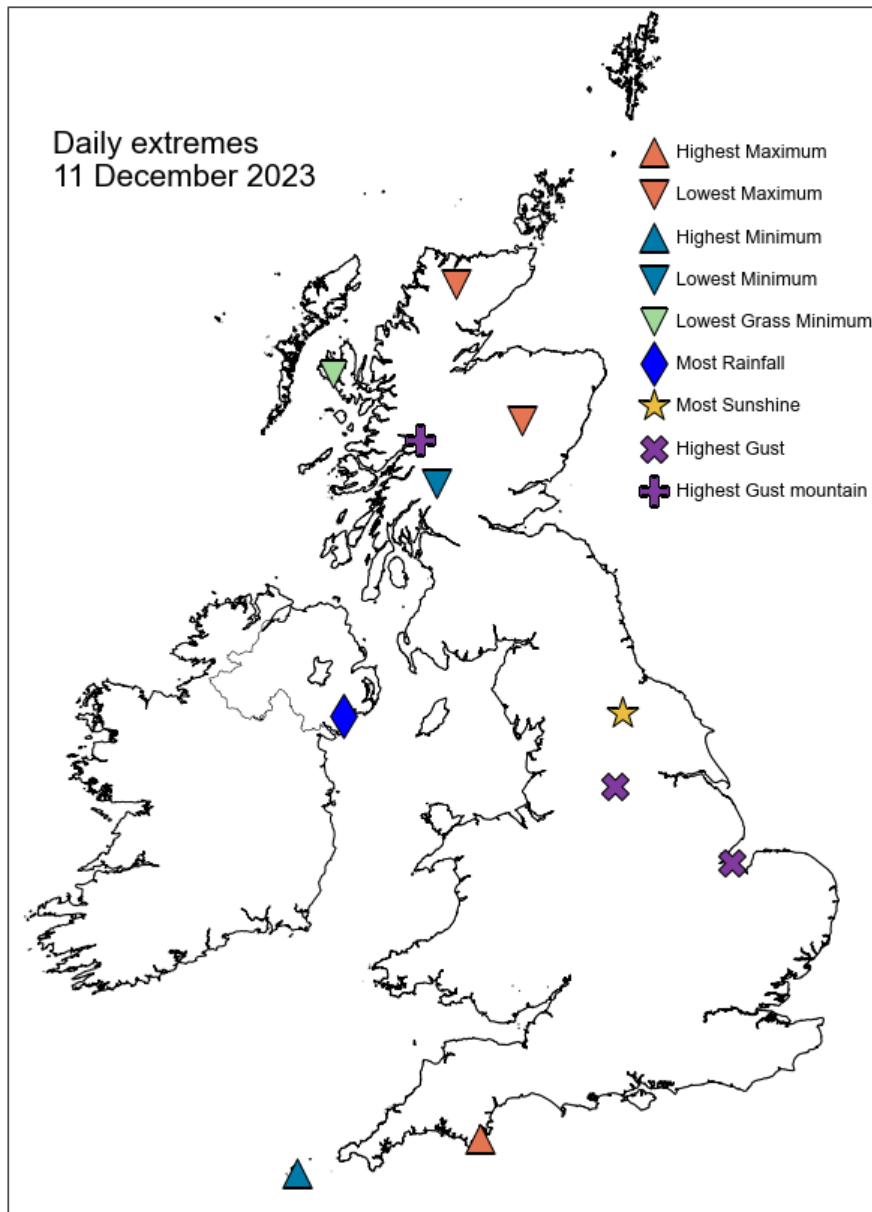 Daily extremes
11 December 2023
Highest Maximum
Lowest Maximum
Highest Minimum
Lowest Minimum
Lowest Grass Minimum
Most Rainfall
Most Sunshine
Highest Gust
Highest Gust mountain